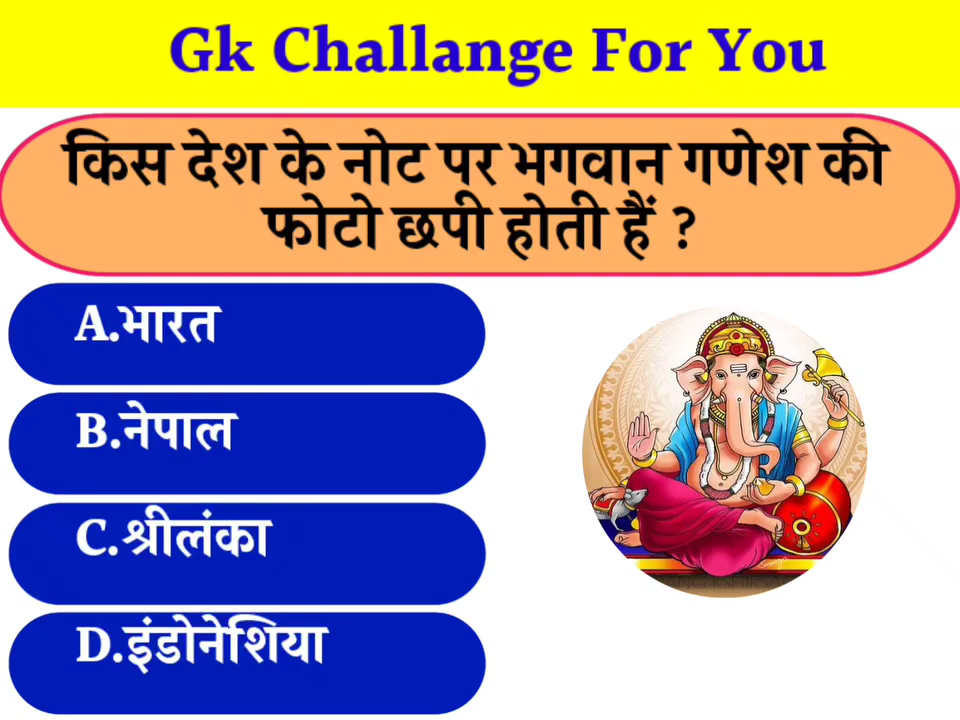 Gk Challange For You
किस देश के नोट पर भगवान गणेश की
फोटो छपी होती हैं ?
A.भारत
B.नेपाल
C.श्रीलंका
D.इंडोनेशिया